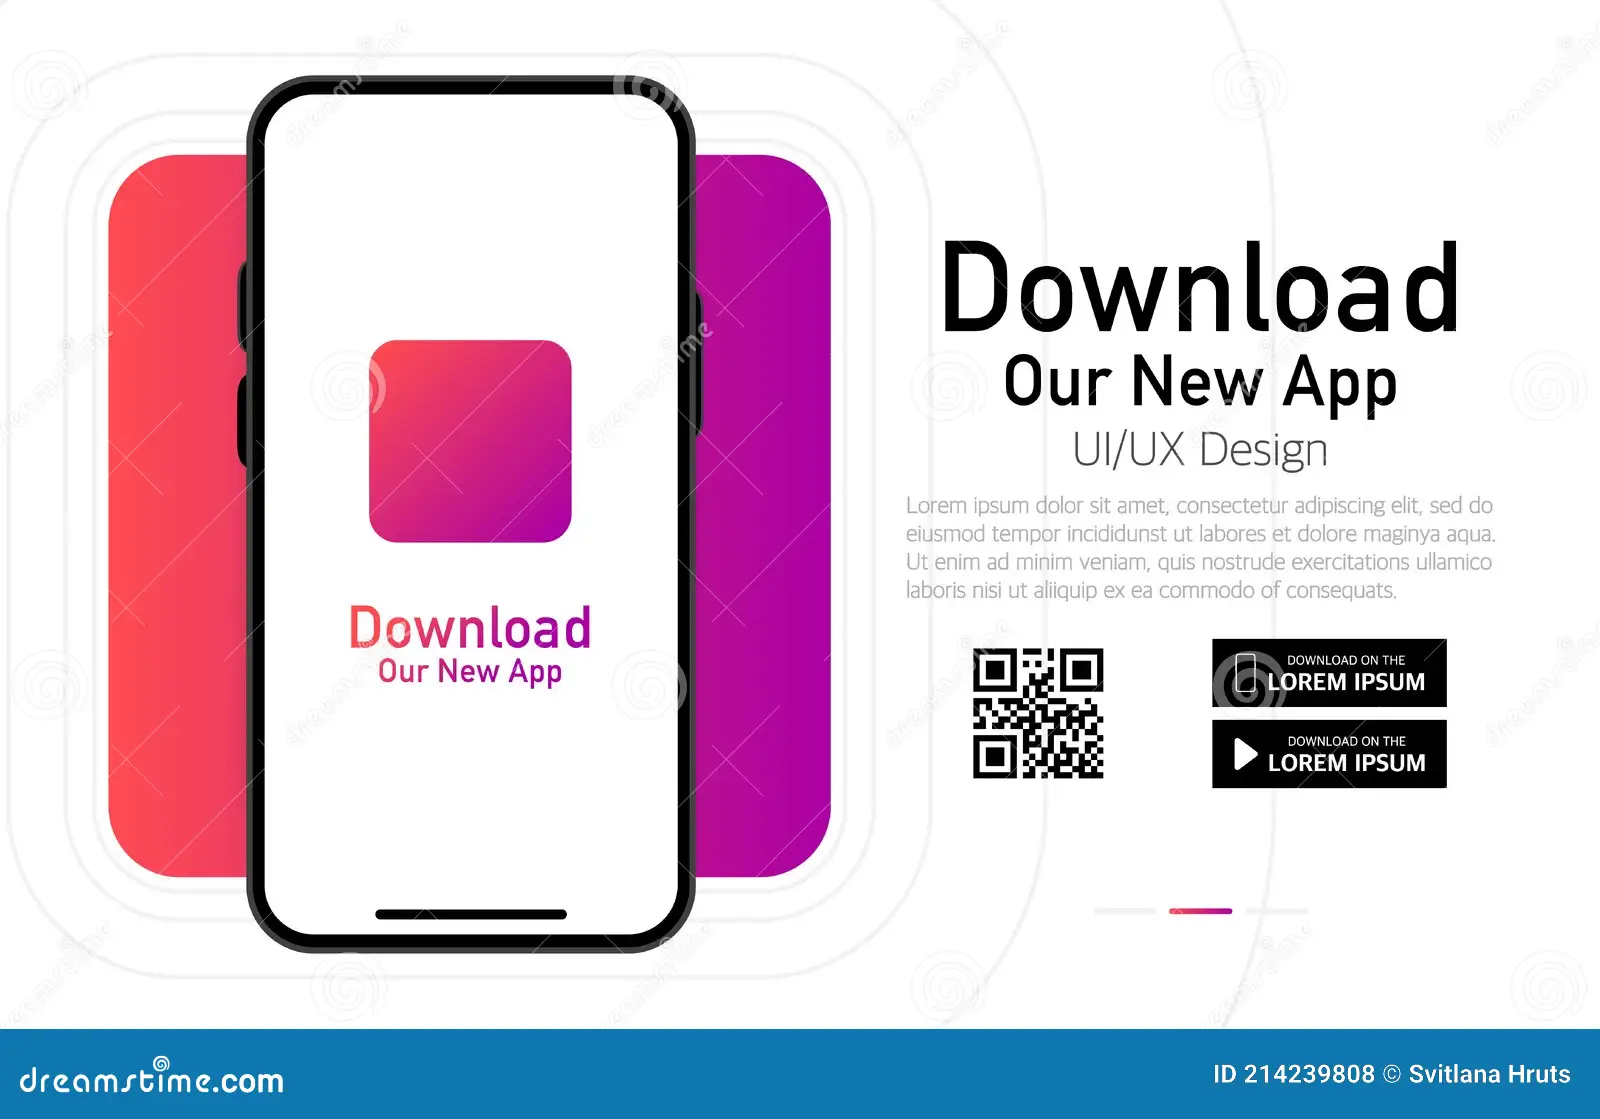 Download
Our New App
Download
Our New App
UI/UX Design
Lorem ipsum dolor sit amet, consectetur adipiscing elit, sed do
eiusmod tempor incididunst ut labores et dolore maginya aqua.
Ut enim ad minim veniam, quis nostrude exercitations ullamico
laboris nisi ut aliquip ex ea commodo of consequats.
DOWNLOAD ON THE
LOREM IPSUM
DOWNLOAD ON THE
LOREM IPSUM
dreamstime.com
ID 214239808 © Svitlana Hruts